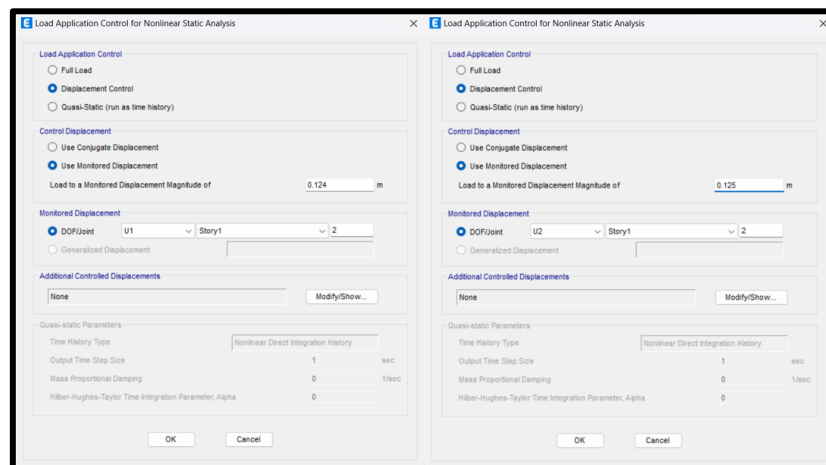 E Load Application Control for Nonlinear Static Analysis
Load Application Control
Full Load
Displacement Control
Quasi-Static (run as time history)
Control Displacement
Use Conjugate Displacement
Use Monitored Displacement
Load to a Monitored Displacement Magnitude of 0.124 m
Monitored Displacement
DOF/Joint U1 Story1 2
Generalized Displacement
Additional Controlled Displacements
None Modify/Show...
Quasi-static Parameters
Time History Type Nonlinear Direct Integration History
Output Time Step Size 1 sec
Mass Proportional Damping 0 1/sec
Hilber-Hughes-Taylor Time Integration Parameter, Alpha 0
OK Cancel
E Load Application Control for Nonlinear Static Analysis
Load Application Control
Full Load
Displacement Control
Quasi-Static (run as time history)
Control Displacement
Use Conjugate Displacement
Use Monitored Displacement
Load to a Monitored Displacement Magnitude of 0.125 m
Monitored Displacement
DOF/Joint U2 Story1 2
Generalized Displacement
Additional Controlled Displacements
None Modify/Show...
Quasi-static Parameters
Time History Type Nonlinear Direct Integration History
Output Time Step Size 1 sec
Mass Proportional Damping 0 1/sec
Hilber-Hughes-Taylor Time Integration Parameter, Alpha 0
OK Cancel